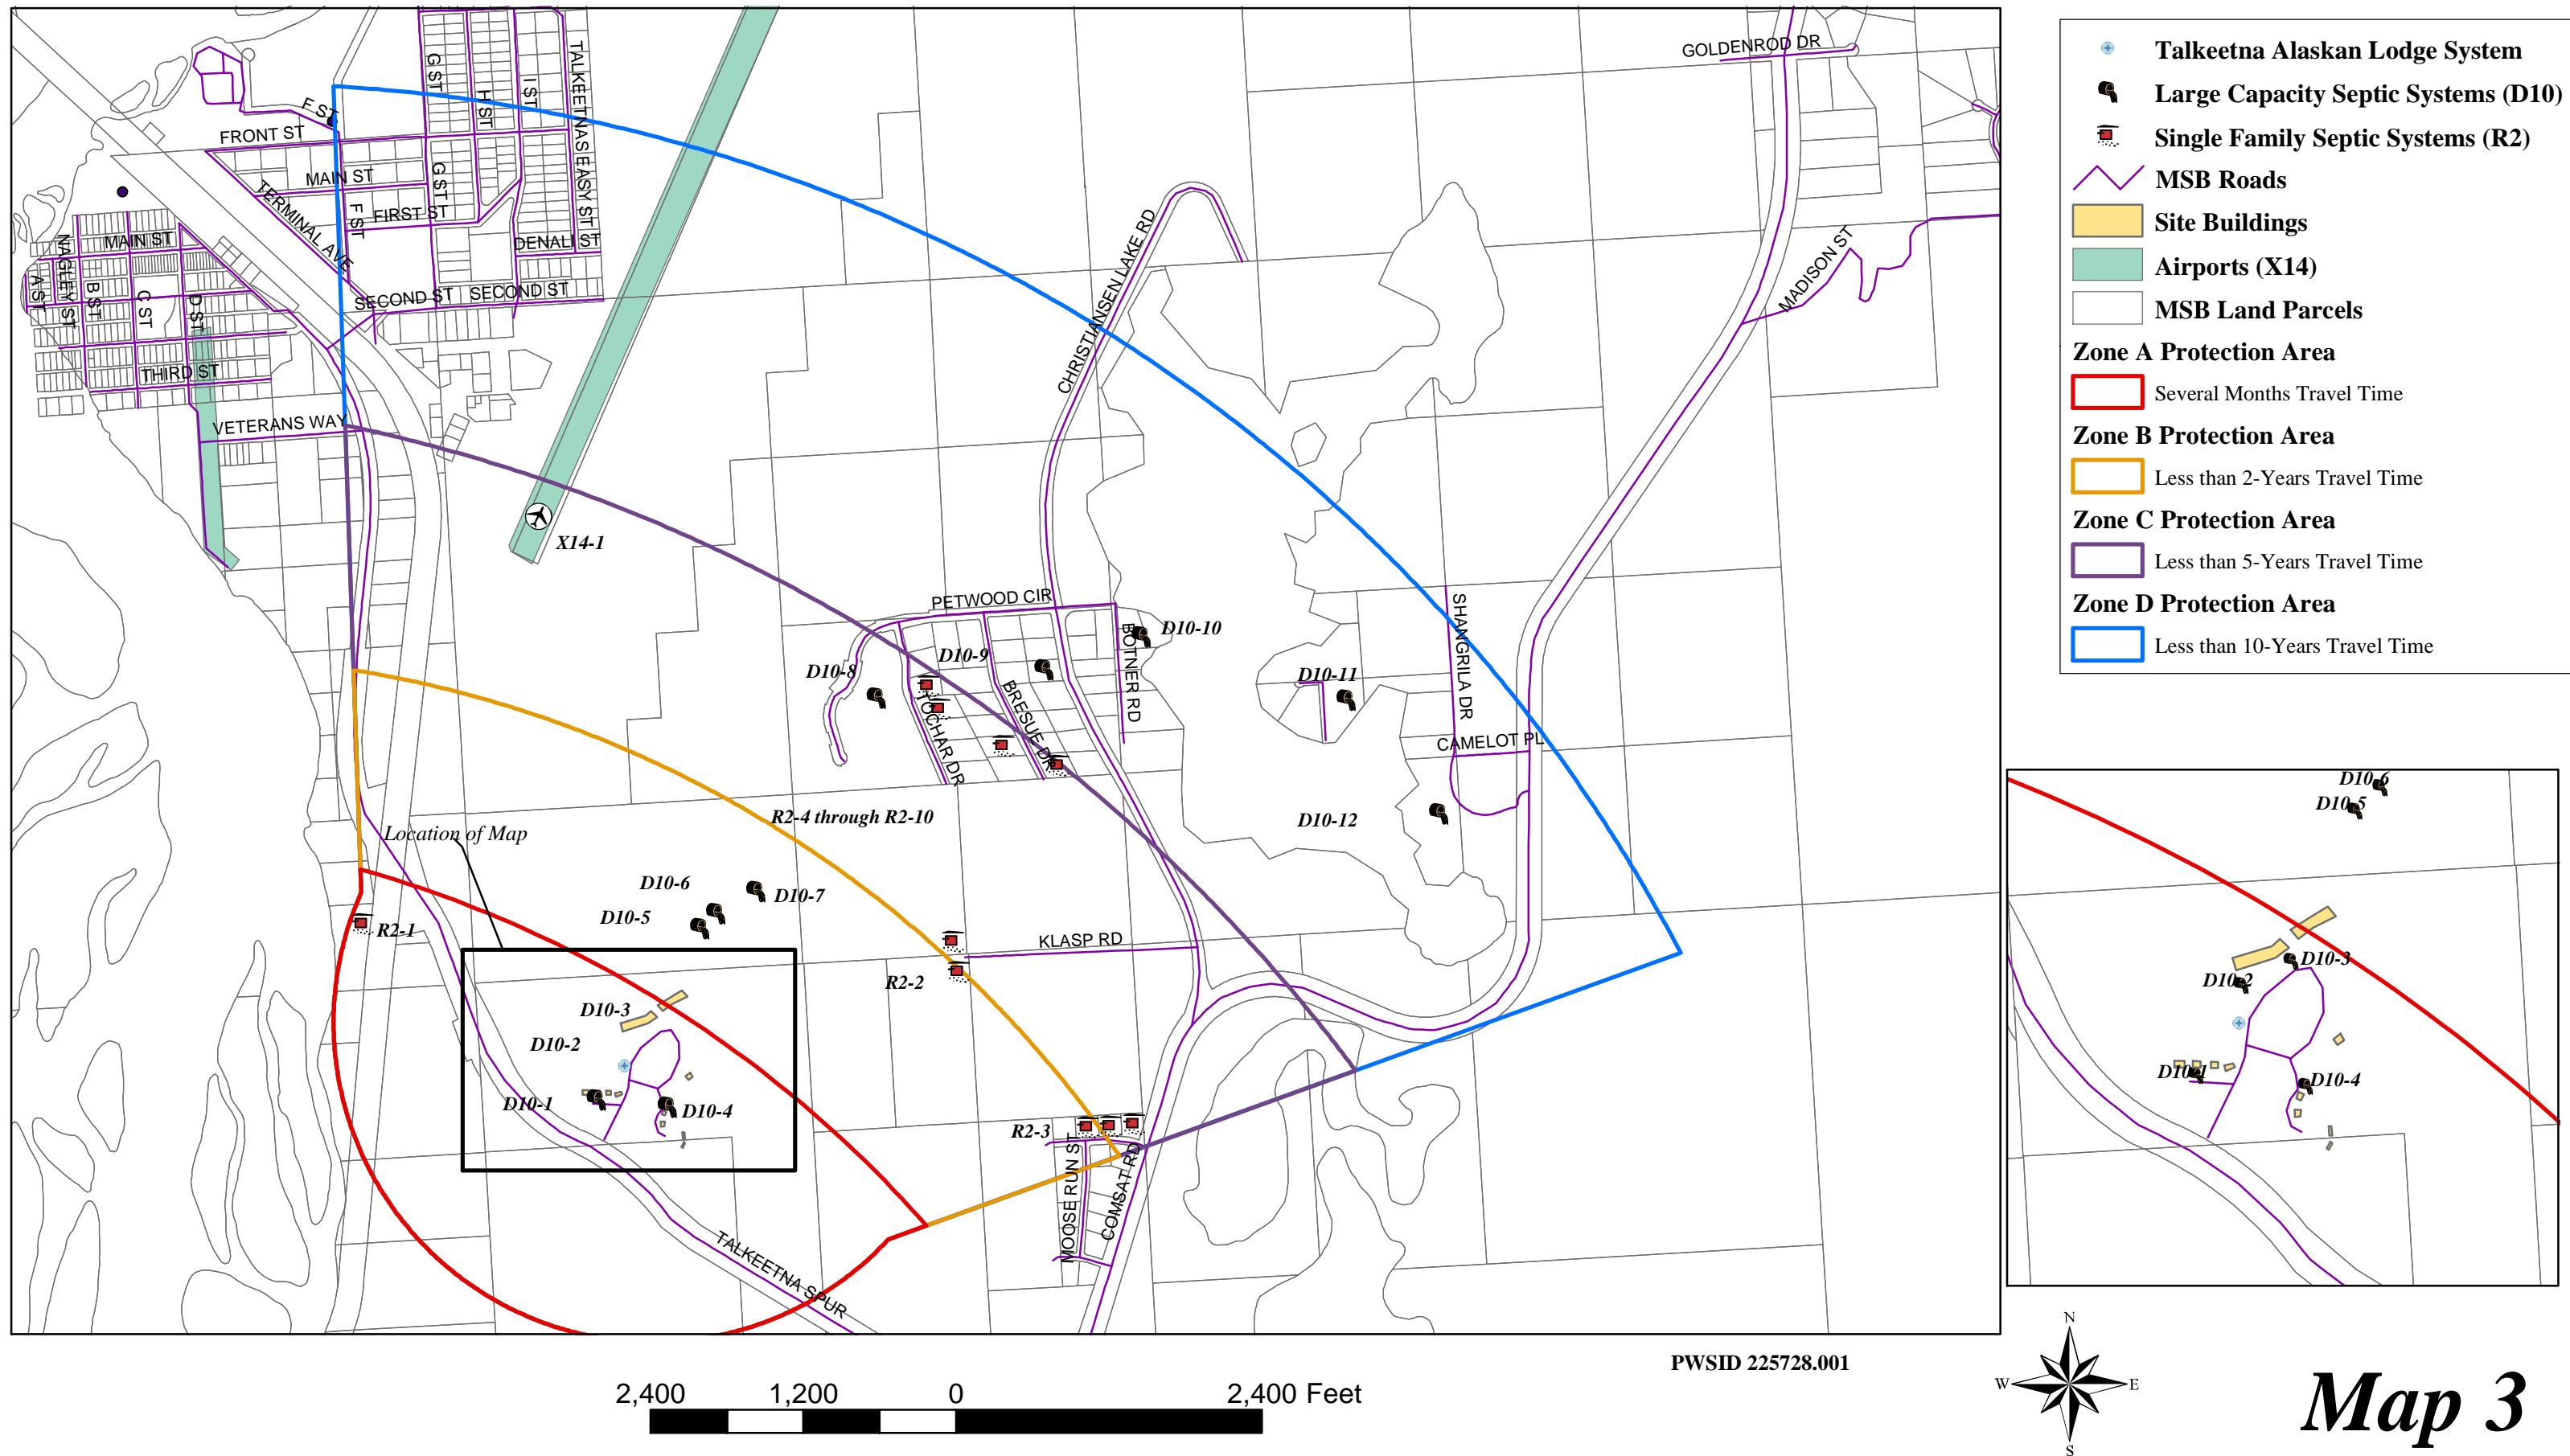 GOLDENROD DR
G ST
H ST
I ST
TALKEETNAS EASY ST
F ST
FRONT ST
MAIN ST
G ST
TERMINAL AVE
F ST
FIRST ST
DENALI ST
SECOND ST
SECOND ST
MAIN ST
NAGLEY ST
A ST
B ST
C ST
D ST
THIRD ST
VETERANS WAY
CHRISTIANSEN LAKE RD
MADISON ST
X14-1
PETWOOD CIR
D10-10
BOTNER RD
D10-9
D10-8
D10-11
SHANGRILA DR
TOCHAR DR
BRESUE DR
CAMELOT PL
R2-4 through R2-10
D10-12
Location of Map
D10-6
D10-7
D10-5
R2-1
KLASP RD
R2-2
D10-3
D10-2
D10-1
D10-4
R2-3
MOOSE RUN ST
COMSAT RD
TALKEETNA SPUR
Talkeetna Alaskan Lodge System
Large Capacity Septic Systems (D10)
Single Family Septic Systems (R2)
MSB Roads
Site Buildings
Airports (X14)
MSB Land Parcels
Zone A Protection Area
Several Months Travel Time
Zone B Protection Area
Less than 2-Years Travel Time
Zone C Protection Area
Less than 5-Years Travel Time
Zone D Protection Area
Less than 10-Years Travel Time
D10-6
D10-5
D10-3
D10-2
D10-1
D10-4
PWSID 225728.001
2,400 1,200 0 2,400 Feet
N
W E
S
Map 3